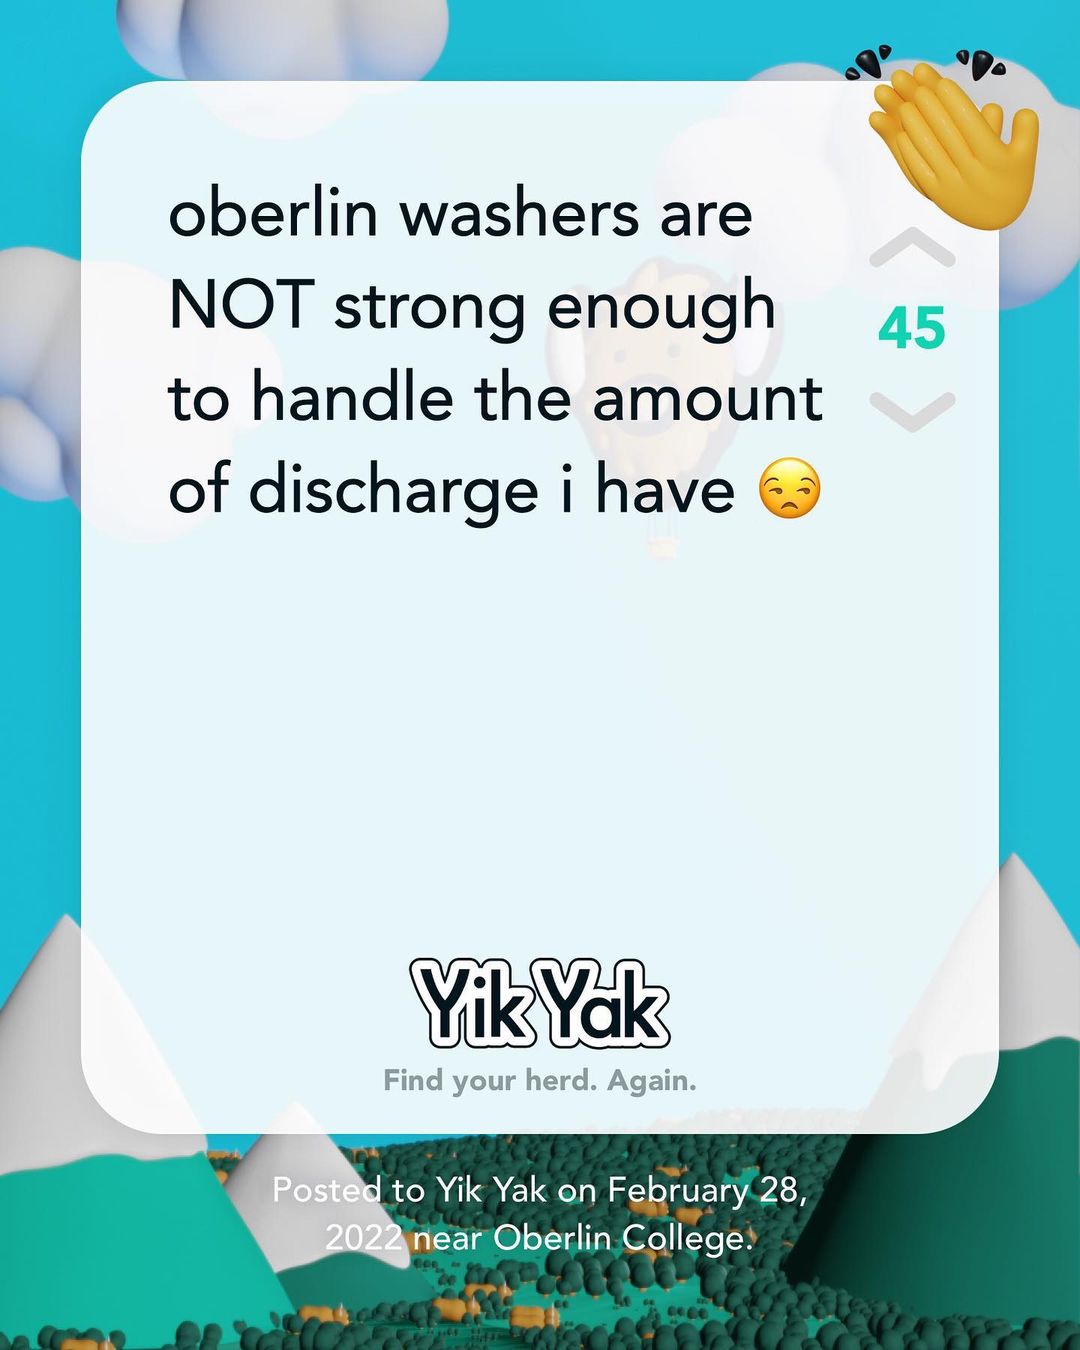 oberlin washers are
NOT strong enough
to handle the amount
of discharge i have 😒
45
Yik Yak
Find your herd. Again.
Posted to Yik Yak on February 28,
2022 near Oberlin College.